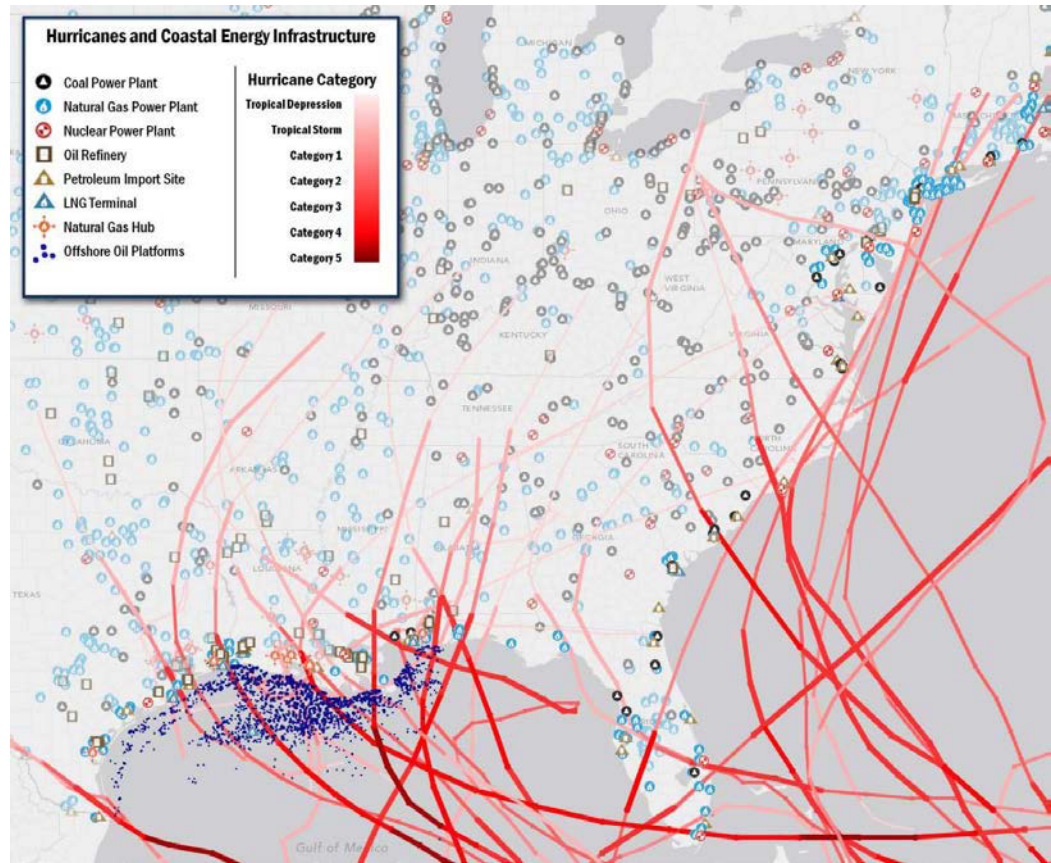 Hurricanes and Coastal Energy Infrastructure
Coal Power Plant
Natural Gas Power Plant
Nuclear Power Plant
Oil Refinery
Petroleum Import Site
LNG Terminal
Natural Gas Hub
Offshore Oil Platforms
Hurricane Category
Tropical Depression
Tropical Storm
Category 1
Category 2
Category 3
Category 4
Category 5
MICHIGAN
NEW YORK
PENNSYLVANIA
OHIO
MARYLAND
INDIANA
WEST
VIRGINIA
MISSOURI
KENTUCKY
VIRGINIA
TENNESSEE
OKLAHOMA
ARKANSAS
SOUTH
CAROLINA
NORTH
CAROLINA
MISSISSIPPI
ALABAMA
GEORGIA
LOUISIANA
TEXAS
Gulf of Mexico